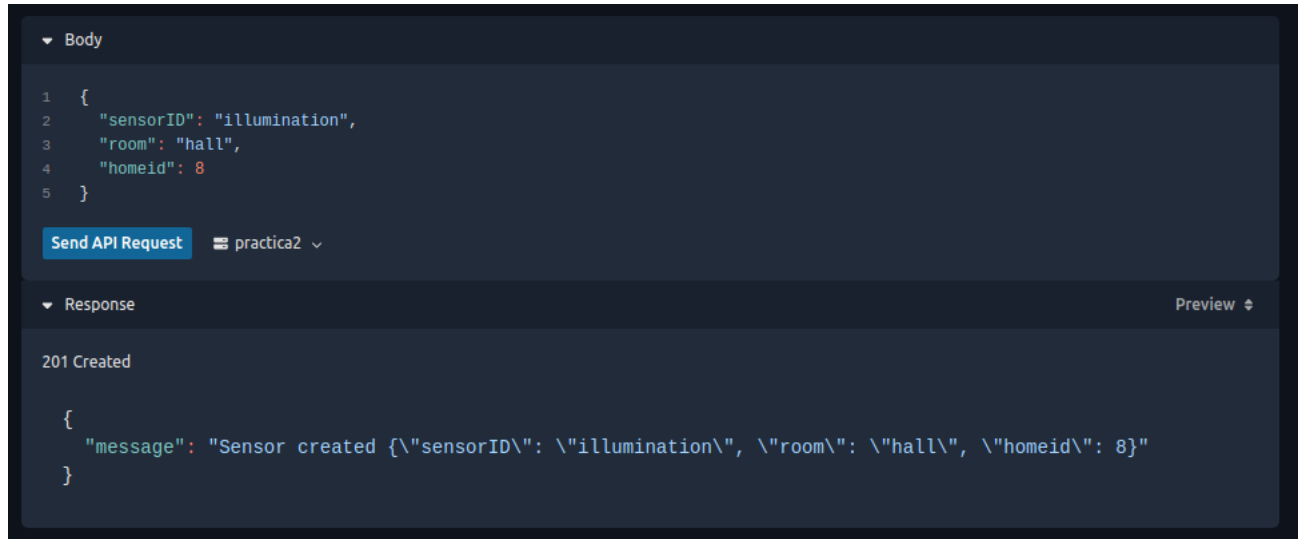 Body
1 {
2 "sensorID": "illumination",
3 "room": "hall",
4 "homeid": 8
5 }
Send API Request practica2
Response Preview
201 Created
{
"message": "Sensor created {\"sensorID\": \"illumination\", \"room\": \"hall\", \"homeid\": 8}"
}